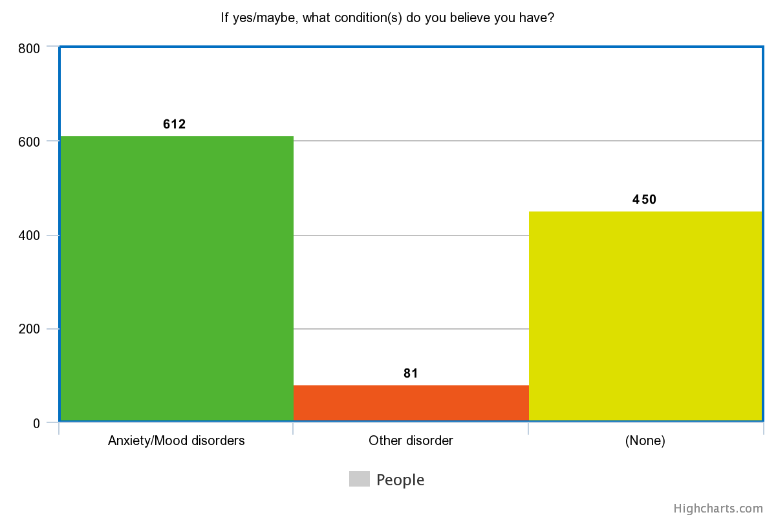 If yes/maybe, what condition(s) do you believe you have?
800
600
400
200
0
612
81
450
Anxiety/Mood disorders
Other disorder
(None)
People
Highcharts.com